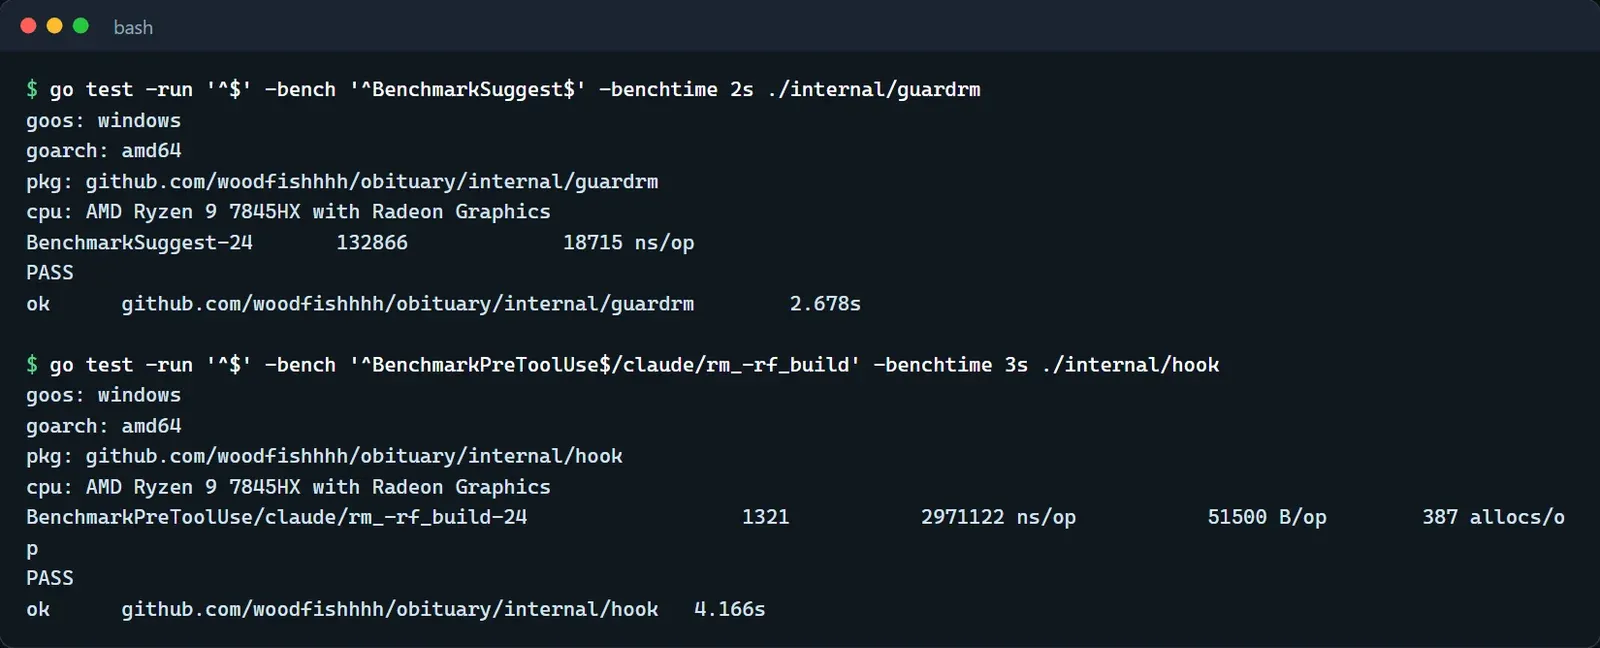 bash
$ go test -run '^$' -bench '^BenchmarkSuggest$' -benchtime 2s ./internal/guardrm
goos: windows
goarch: amd64
pkg: github.com/woodfishhhh/obituary/internal/guardrm
cpu: AMD Ryzen 9 7845HX with Radeon Graphics
BenchmarkSuggest-24       132866             18715 ns/op
PASS
ok      github.com/woodfishhhh/obituary/internal/guardrm        2.678s
$ go test -run '^$' -bench '^BenchmarkPreToolUse$/claude/rm_-rf_build' -benchtime 3s ./internal/hook
goos: windows
goarch: amd64
pkg: github.com/woodfishhhh/obituary/internal/hook
cpu: AMD Ryzen 9 7845HX with Radeon Graphics
BenchmarkPreToolUse/claude/rm_-rf_build-24                  1321           2971122 ns/op           51500 B/op        387 allocs/o
p
PASS
ok      github.com/woodfishhhh/obituary/internal/hook   4.166s